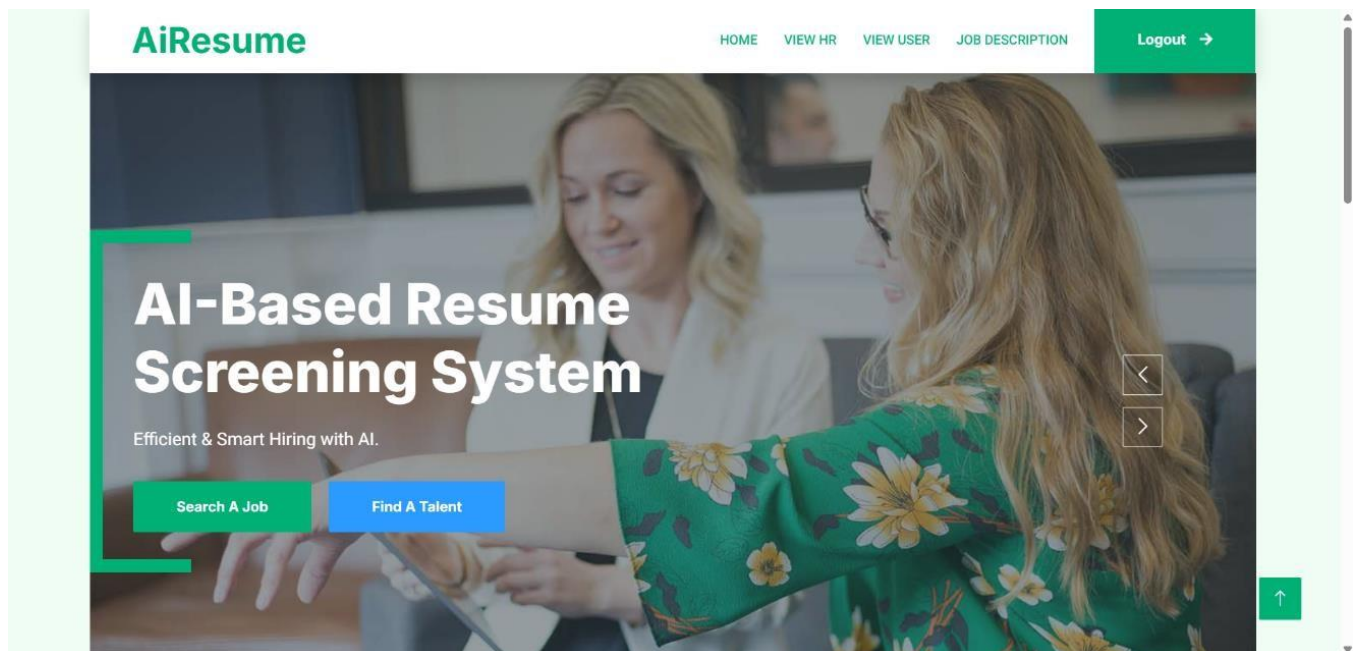 AiResume
HOME VIEW HR VIEW USER JOB DESCRIPTION Logout →
AI-Based Resume
Screening System
Efficient & Smart Hiring with AI.
Search A Job Find A Talent